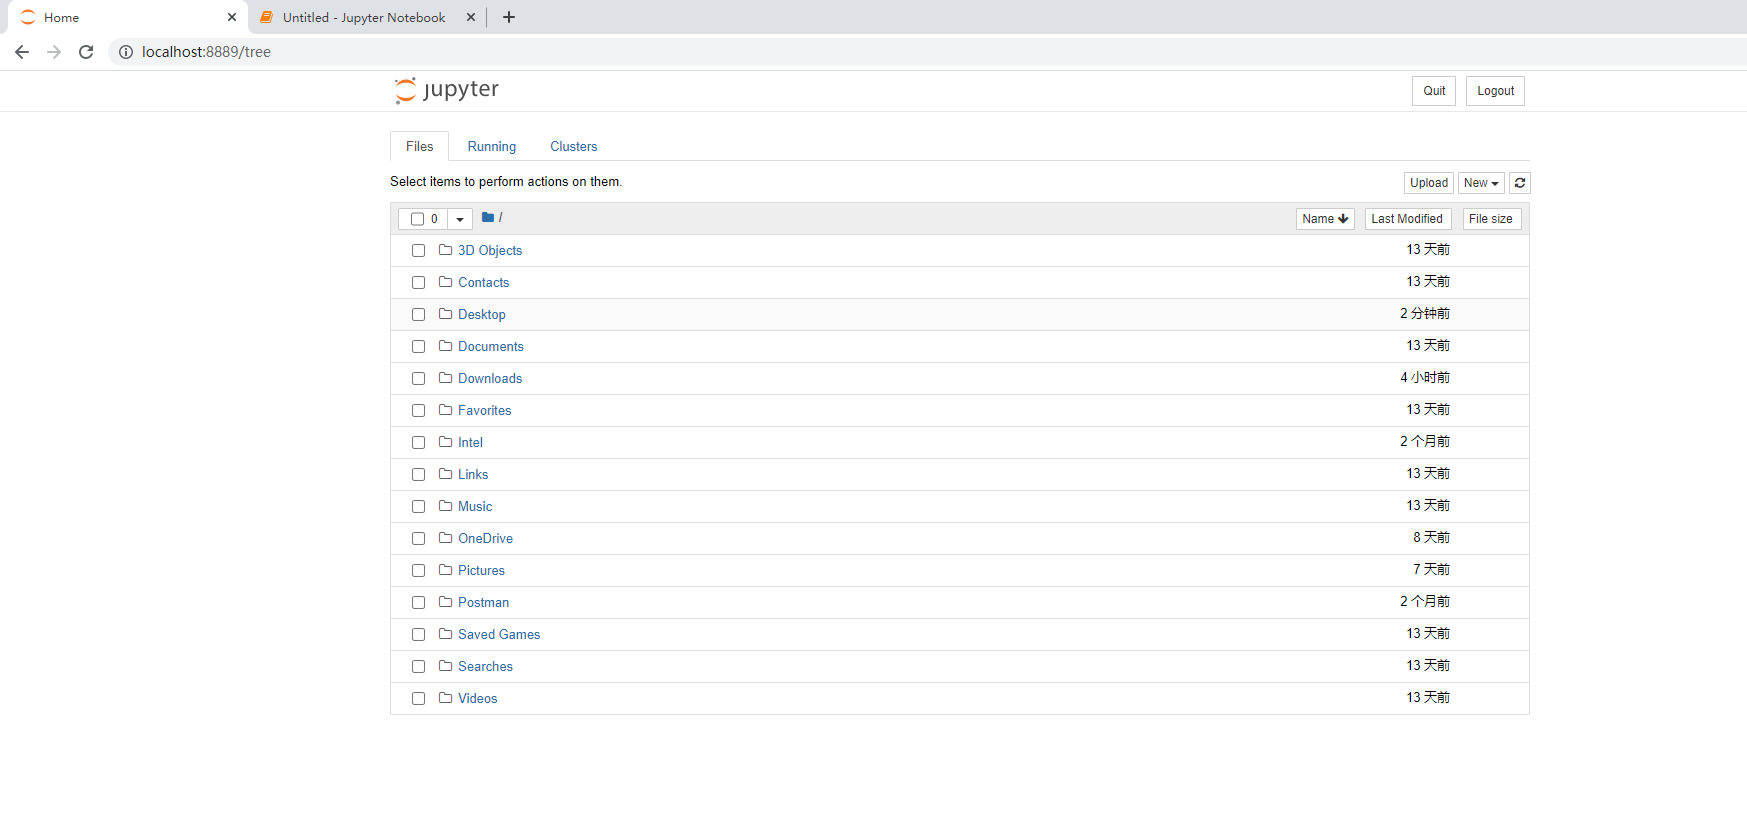 Home
Untitled - Jupyter Notebook
localhost:8889/tree
jupyter
Quit Logout
Files Running Clusters
Select items to perform actions on them.
Upload New
0 / Name Last Modified File size
3D Objects 13 天前
Contacts 13 天前
Desktop 2 分钟前
Documents 13 天前
Downloads 4 小时前
Favorites 13 天前
Intel 2 个月前
Links 13 天前
Music 13 天前
OneDrive 8 天前
Pictures 7 天前
Postman 2 个月前
Saved Games 13 天前
Searches 13 天前
Videos 13 天前